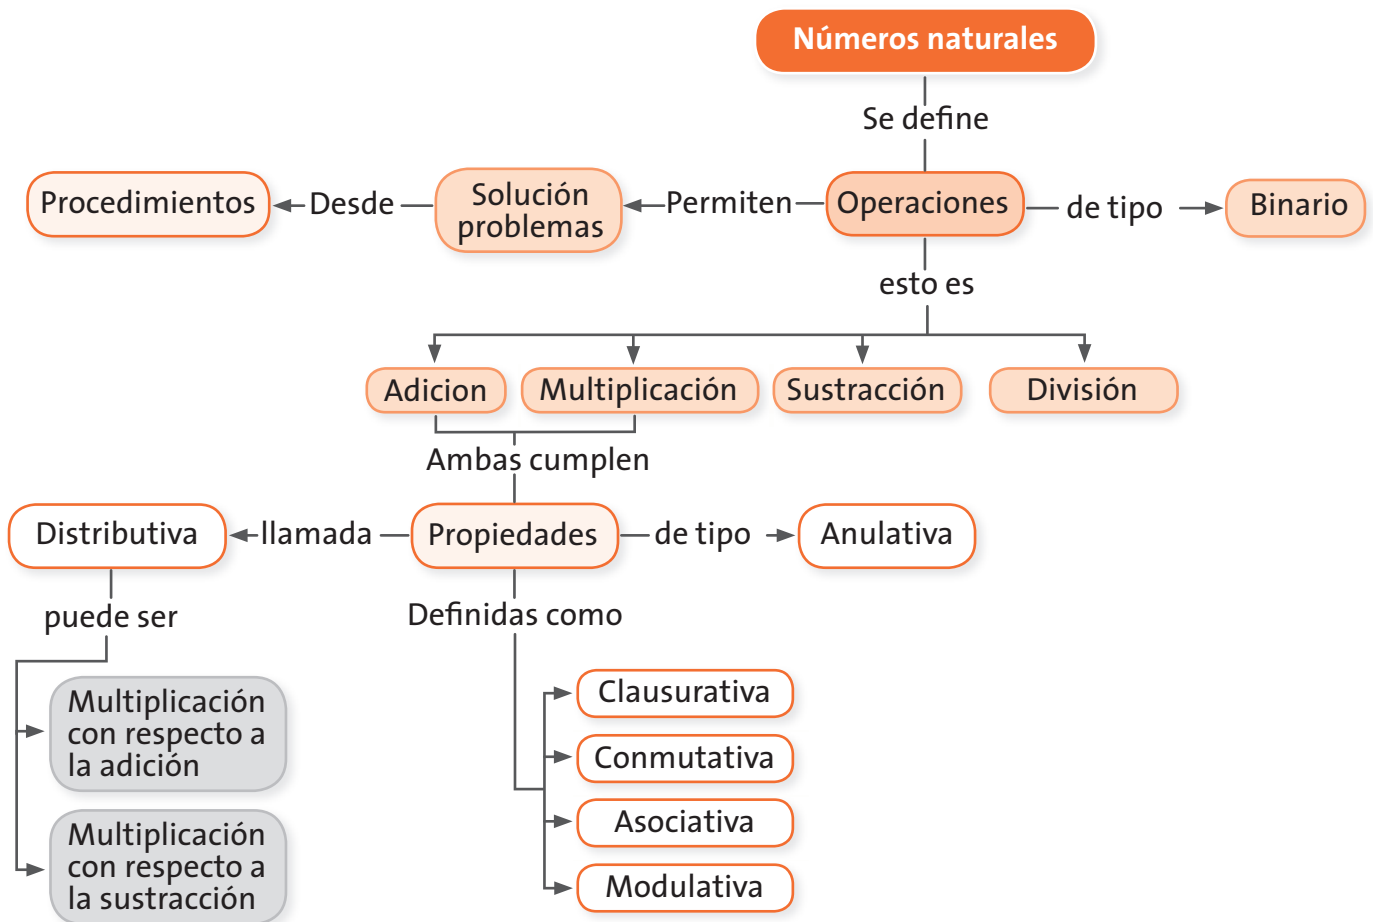 Números naturales
Se define
Procedimientos
Desde
Solución
problemas
Permiten
Operaciones
de tipo
Binario
esto es
Adicion
Multiplicación
Sustracción
División
Ambas cumplen
Distributiva
llamada
Propiedades
de tipo
Anulativa
puede ser
Definidas como
Multiplicación
con respecto a
la adición
Multiplicación
con respecto a
la sustracción
Clausurativa
Conmutativa
Asociativa
Modulativa